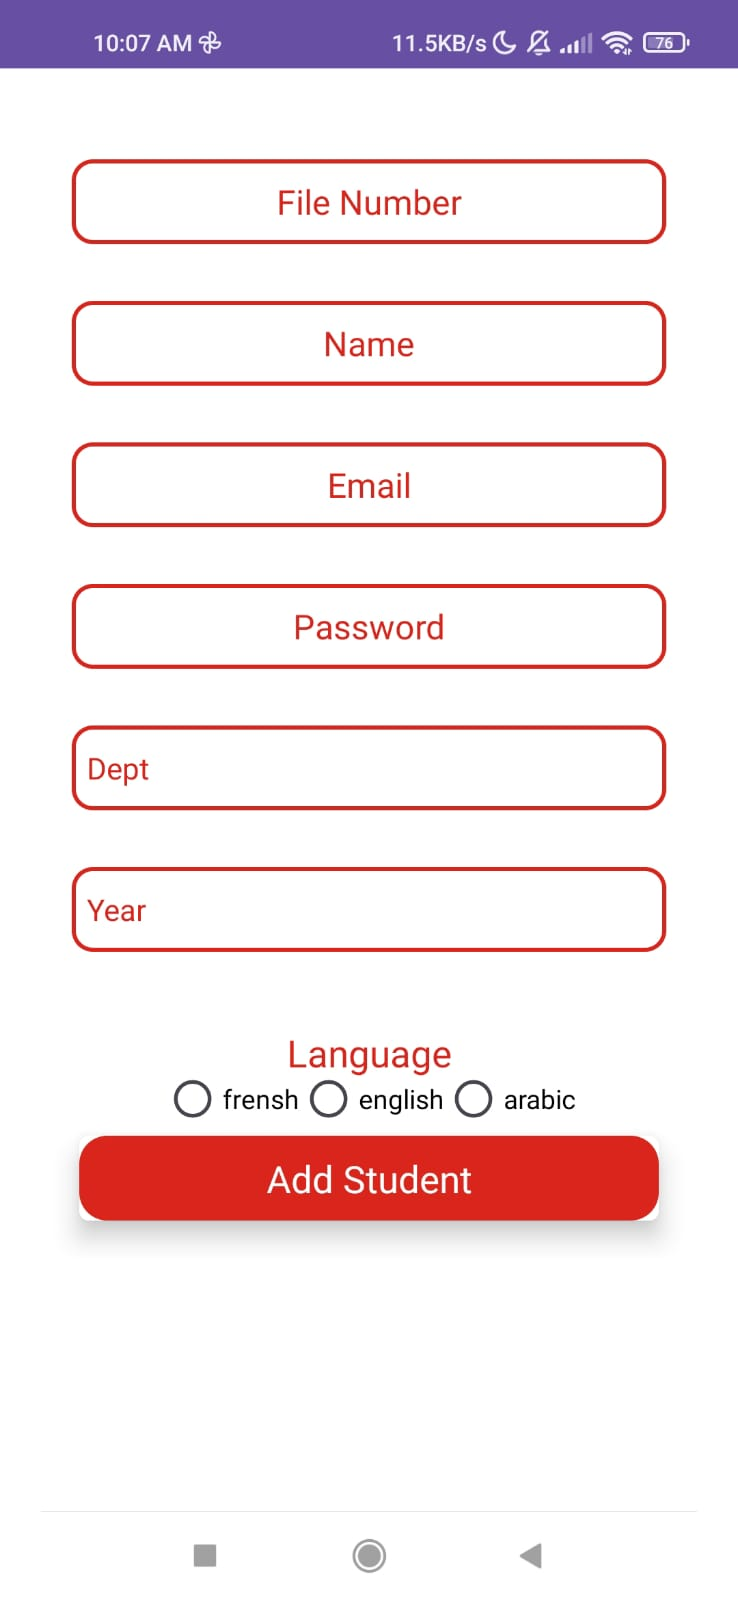 10:07 AM 11.5KB/s 76
File Number
Name
Email
Password
Dept
Year
Language
frensh english arabic
Add Student